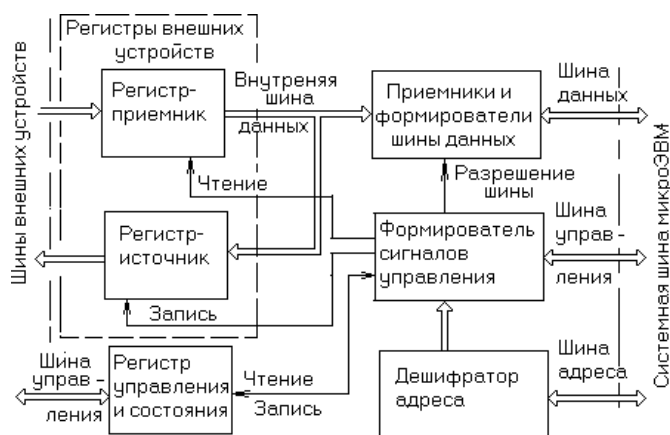 Регистры внешних
устройств
Регистр-
приемник
Внутреняя
шина
данных
Приемники и
формирователи
шины данных
Шина
данных
Чтение
Разрешение
шины
Шины внешних устройств
Регистр-
источник
Формирователь
сигналов
управления
Шина
управ-
ления
Системная шина микроЭВМ
Запись
Шина
управ-
ления
Регистр
управления
и состояния
Чтение
Запись
Дешифратор
адреса
Шина
адреса